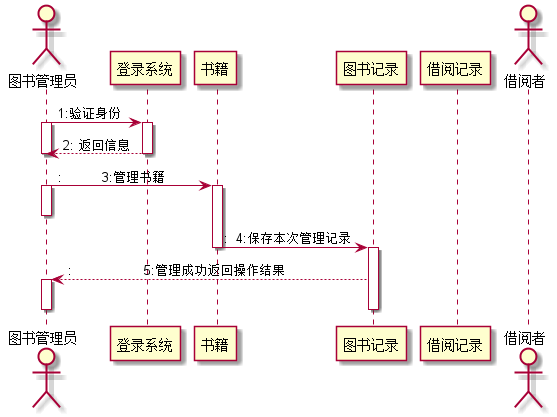 图书管理员 登录系统 书籍 图书记录 借阅记录 借阅者
1:验证身份
2: 返回信息
: 3:管理书籍
: 4:保存本次管理记录
: 5:管理成功返回操作结果
图书管理员 登录系统 书籍 图书记录 借阅记录 借阅者